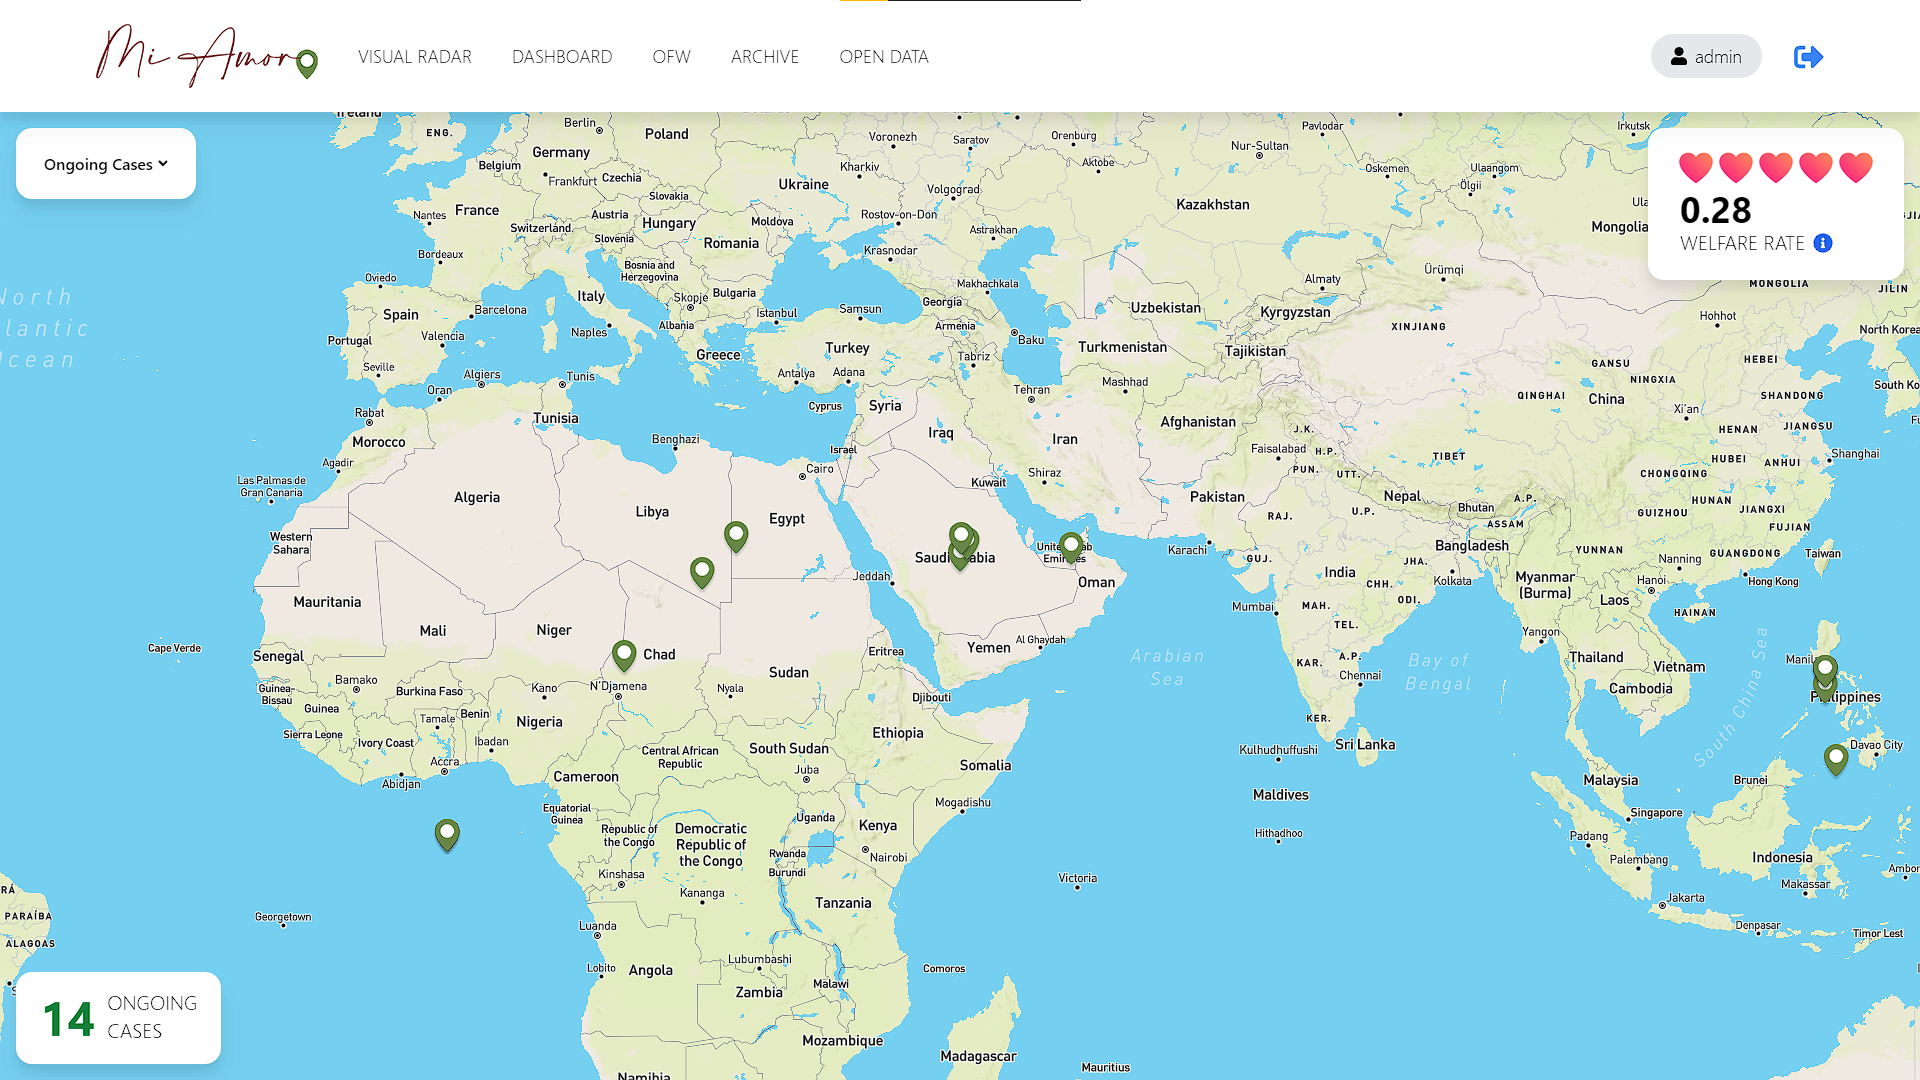 Mi Amor
VISUAL RADAR
DASHBOARD
OFW
ARCHIVE
OPEN DATA
admin
Ongoing Cases
0.28
WELFARE RATE
14
ONGOING
CASES
Ireland
ENG.
Berlin
Poland
Germany
Belgium
Frankfurt
Czechia
Slovakia
Ukraine
Voronezh
Saratov
Orenburg
Pavlodar
Irkutsk
Kharkiv
Aktobe
Nur-Sultan
Oskemen
Ulaangom
Ölgii
Volgograd
Nantes
France
Austria
Hungary
Moldova
Rostov-on-Don
Kazakhstan
Switzerland
Slovenia
Romania
Astrakhan
Mongolia
Bordeaux
Krasnodar
Bosnia and
Herzegovina
Oviedo
Almaty
Ürümqi
MONGOLIA
JILIN
Makhachkala
Italy
Skopje
Bulgaria
Georgia
Uzbekistan
Kyrgyzstan
North
Spain
Barcelona
Istanbul
Samsun
Hohhot
Albania
Armenia
XINJIANG
Naples
Portugal
Valencia
Greece
Turkey
Tabriz
Baku
Turkmenistan
Tajikistan
GANSU
HEBEI
Ocean
Seville
Algiers
Tunis
Antalya
Adana
Tehran
Mashhad
NINGXIA
Oran
Cyprus
Syria
QINGHAI
China
SHANDONG
Rabat
Tunisia
Afghanistan
Xi'an
Morocco
Benghazi
Israel
Iraq
Iran
J.K.
HENAN
JIANGSU
Faisalabad
H.P.
Shanghai
Agadir
Cairo
Shiraz
PUN.
UTT.
TIBET
HUBEI
ANHUI
CHONGQING
Las Palmas de
Gran Canaria
Kuwait
Algeria
Pakistan
Nepal
A.P.
HUNAN
Libya
Egypt
RAJ.
U.P.
Bhutan
GUIZHOU
JIANGXI
ASSAM
FUJIAN
Western
Sahara
Karachi
Bangladesh
YUNNAN
GUANGDONG
Taiwan
GUJ.
JHA.
Nanning
Jeddah
Oman
India
CHH.
Kolkata
Myanmar
(Burma)
Hanoi
Hong Kong
Mauritania
Mumbai
MAH.
ODI.
Laos
HAINAN
Mali
Niger
TEL.
Yangon
Cape Verde
Senegal
Chad
Eritrea
Yemen
Al Ghaydah
Arabian
Sea
KAR.
A.P.
Bay of
Bengal
Thailand
Vietnam
Bamako
Burkina Faso
Kano
N'Djamena
Nyala
Sudan
Chennai
Cambodia
Guinea-
Bissau
Guinea
Tamale
Benin
Djibouti
South China Sea
Sierra Leone
Ivory Coast
Ibadan
Nigeria
Ethiopia
KER.
Accra
Central African
Republic
South Sudan
Kulhudhuffushi
Sri Lanka
Davao City
Abidjan
Cameroon
Juba
Somalia
Malaysia
Brunei
Equatorial
Guinea
Mogadishu
Maldives
Uganda
Kenya
Singapore
Republic of
the Congo
Democratic
Republic of
the Congo
Hithadhoo
Padang
Rwanda
Burundi
Nairobi
Palembang
Indonesia
Kinshasa
Kananga
Victoria
Makassar
Tanzania
Jakarta
PARAÍBA
Georgetown
Luanda
Denpasar
Timor Lest
ALAGOAS
Lobito
Angola
Lubumbashi
Comoros
Malawi
Zambia
Mozambique
Madagascar
Mauritius
Namibia